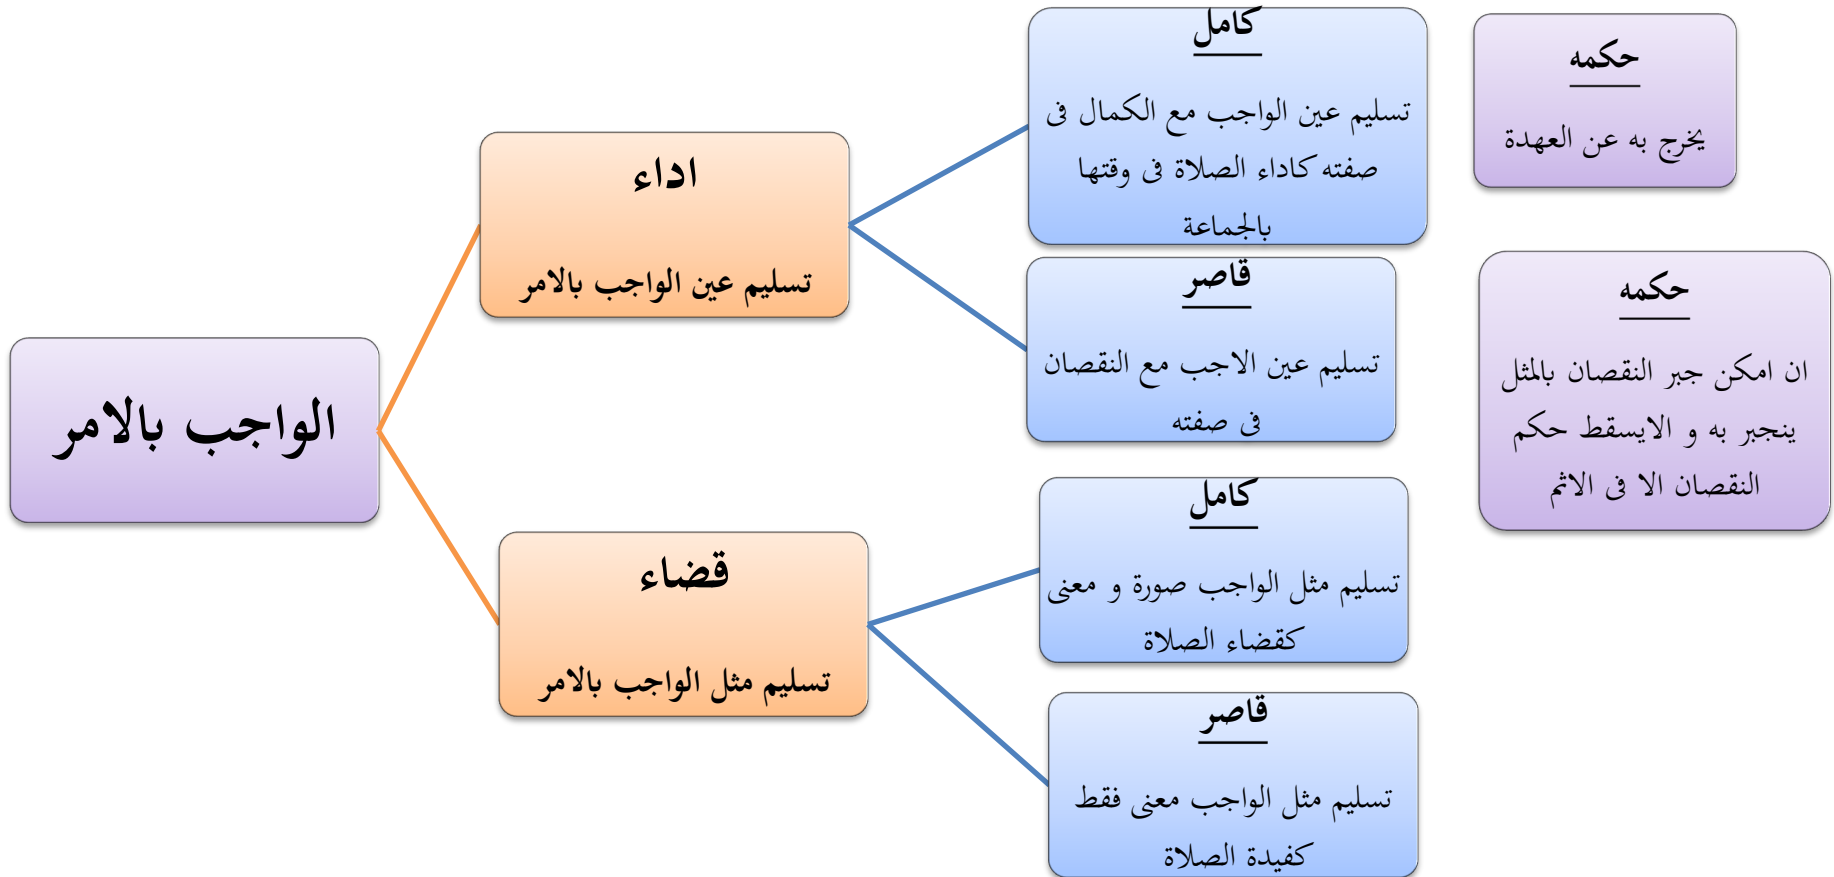 الواجب بالامر
اداء
تسليم عين الواجب بالامر
كامل
تسليم عين الواجب مع الكمال فى
صفته كاداء الصلاة فى وقتها
بالجماعة
حكمه
يخرج به عن العهدة
قاصر
تسليم عين الاجب مع النقصان
فى صفته
حكمه
ان امكن جبر النقصان بالمثل
ينجبر به و الايسقط حكم
النقصان الا فى الاثم
قضاء
تسليم مثل الواجب بالامر
كامل
تسليم مثل الواجب صورة و معنى
كقضاء الصلاة
قاصر
تسليم مثل الواجب معنى فقط
كفيدة الصلاة